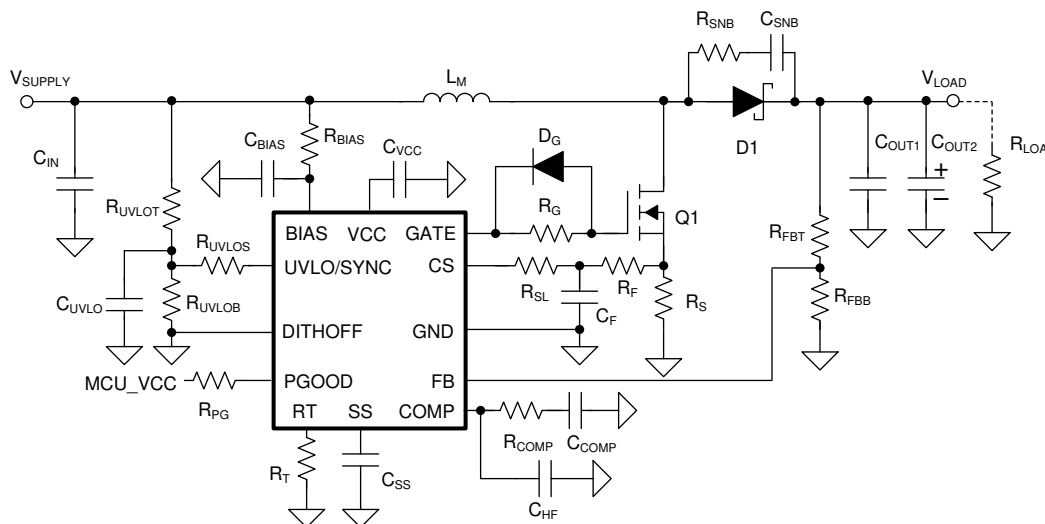 RSNB
CSNB
VSUPPLY
LM
VLOAD
RBIAS
CBIAS
CVCC
DG
D1
CIN
COUT1
COUT2
RLOA
+
−
RUVLOT
RG
Q1
BIAS
VCC
GATE
RFBT
RUVLOS
UVLO/SYNC
CS
RSL
RF
RS
CUVLO
RUVLOB
CF
RFBB
DITHOFF
GND
MCU_VCC
PGOOD
FB
RPG
RT
SS
COMP
RCOMP
CCOMP
RT
CSS
CHF